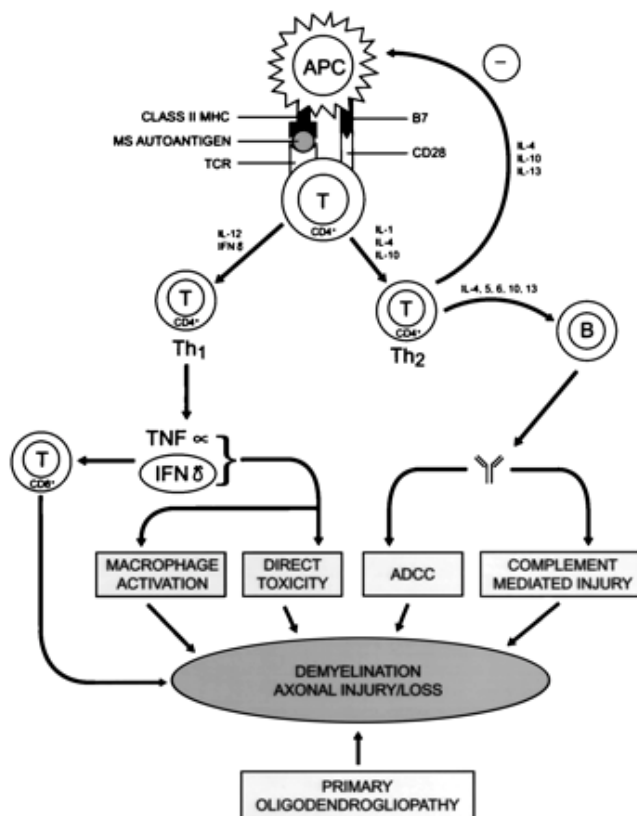 APC
−
CLASS II MHC
B7
MS AUTOANTIGEN
CD28
TCR
IL-4
IL-10
IL-13
T
CD4⁺
IL-12
IFN ɣ
IL-1
IL-4
IL-10
T
CD4⁺
Th₁
T
CD4⁺
Th₂
IL-4, 5, 6, 10, 13
B
TNF ∝
IFN ɣ
}
T
CD8⁺
MACROPHAGE
ACTIVATION
DIRECT
TOXICITY
ADCC
COMPLEMENT
MEDIATED INJURY
DEMYELINATION
AXONAL INJURY/LOSS
PRIMARY
OLIGODENDROGLIOPATHY